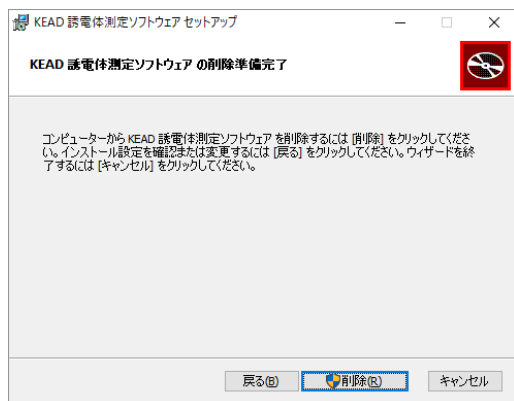 KEAD 誘電体測定ソフトウェア セットアップ
KEAD 誘電体測定ソフトウェア の削除準備完了
コンピューターから KEAD 誘電体測定ソフトウェア を削除するには [削除] をクリックしてくださ
い。インストール設定を確認または変更するには [戻る] をクリックしてください。ウィザードを終
了するには [キャンセル] をクリックしてください。
戻る(B) 削除(R) キャンセル